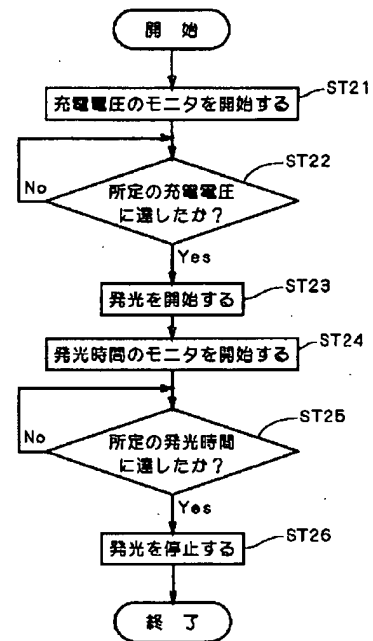 開 始
充電電圧のモニタを開始する
ST21
所定の充電電圧
に達したか?
ST22
No
Yes
発光を開始する
ST23
発光時間のモニタを開始する
ST24
所定の発光時間
に達したか?
ST25
No
Yes
発光を停止する
ST26
終 了